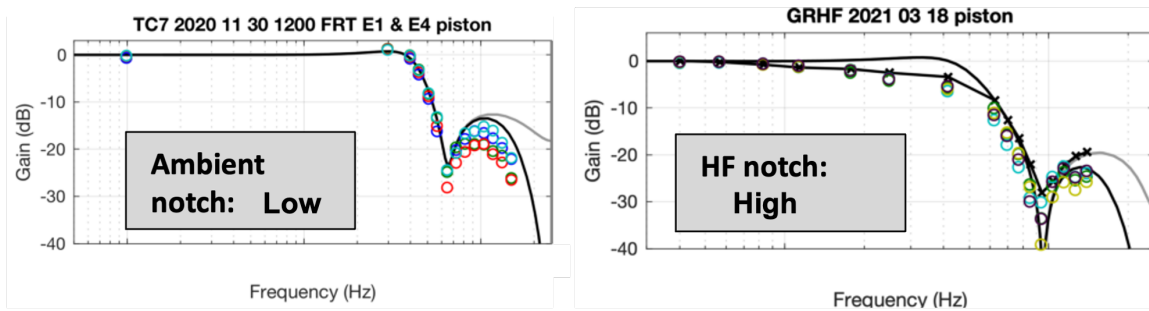 TC7 2020 11 30 1200 FRT E1 & E4 piston
0
-10
-20
-30
-40
Gain (dB)
Ambient
notch: Low
Frequency (Hz)
GRHF 2021 03 18 piston
0
-10
-20
-30
-40
Gain (dB)
HF notch:
High
Frequency (Hz)